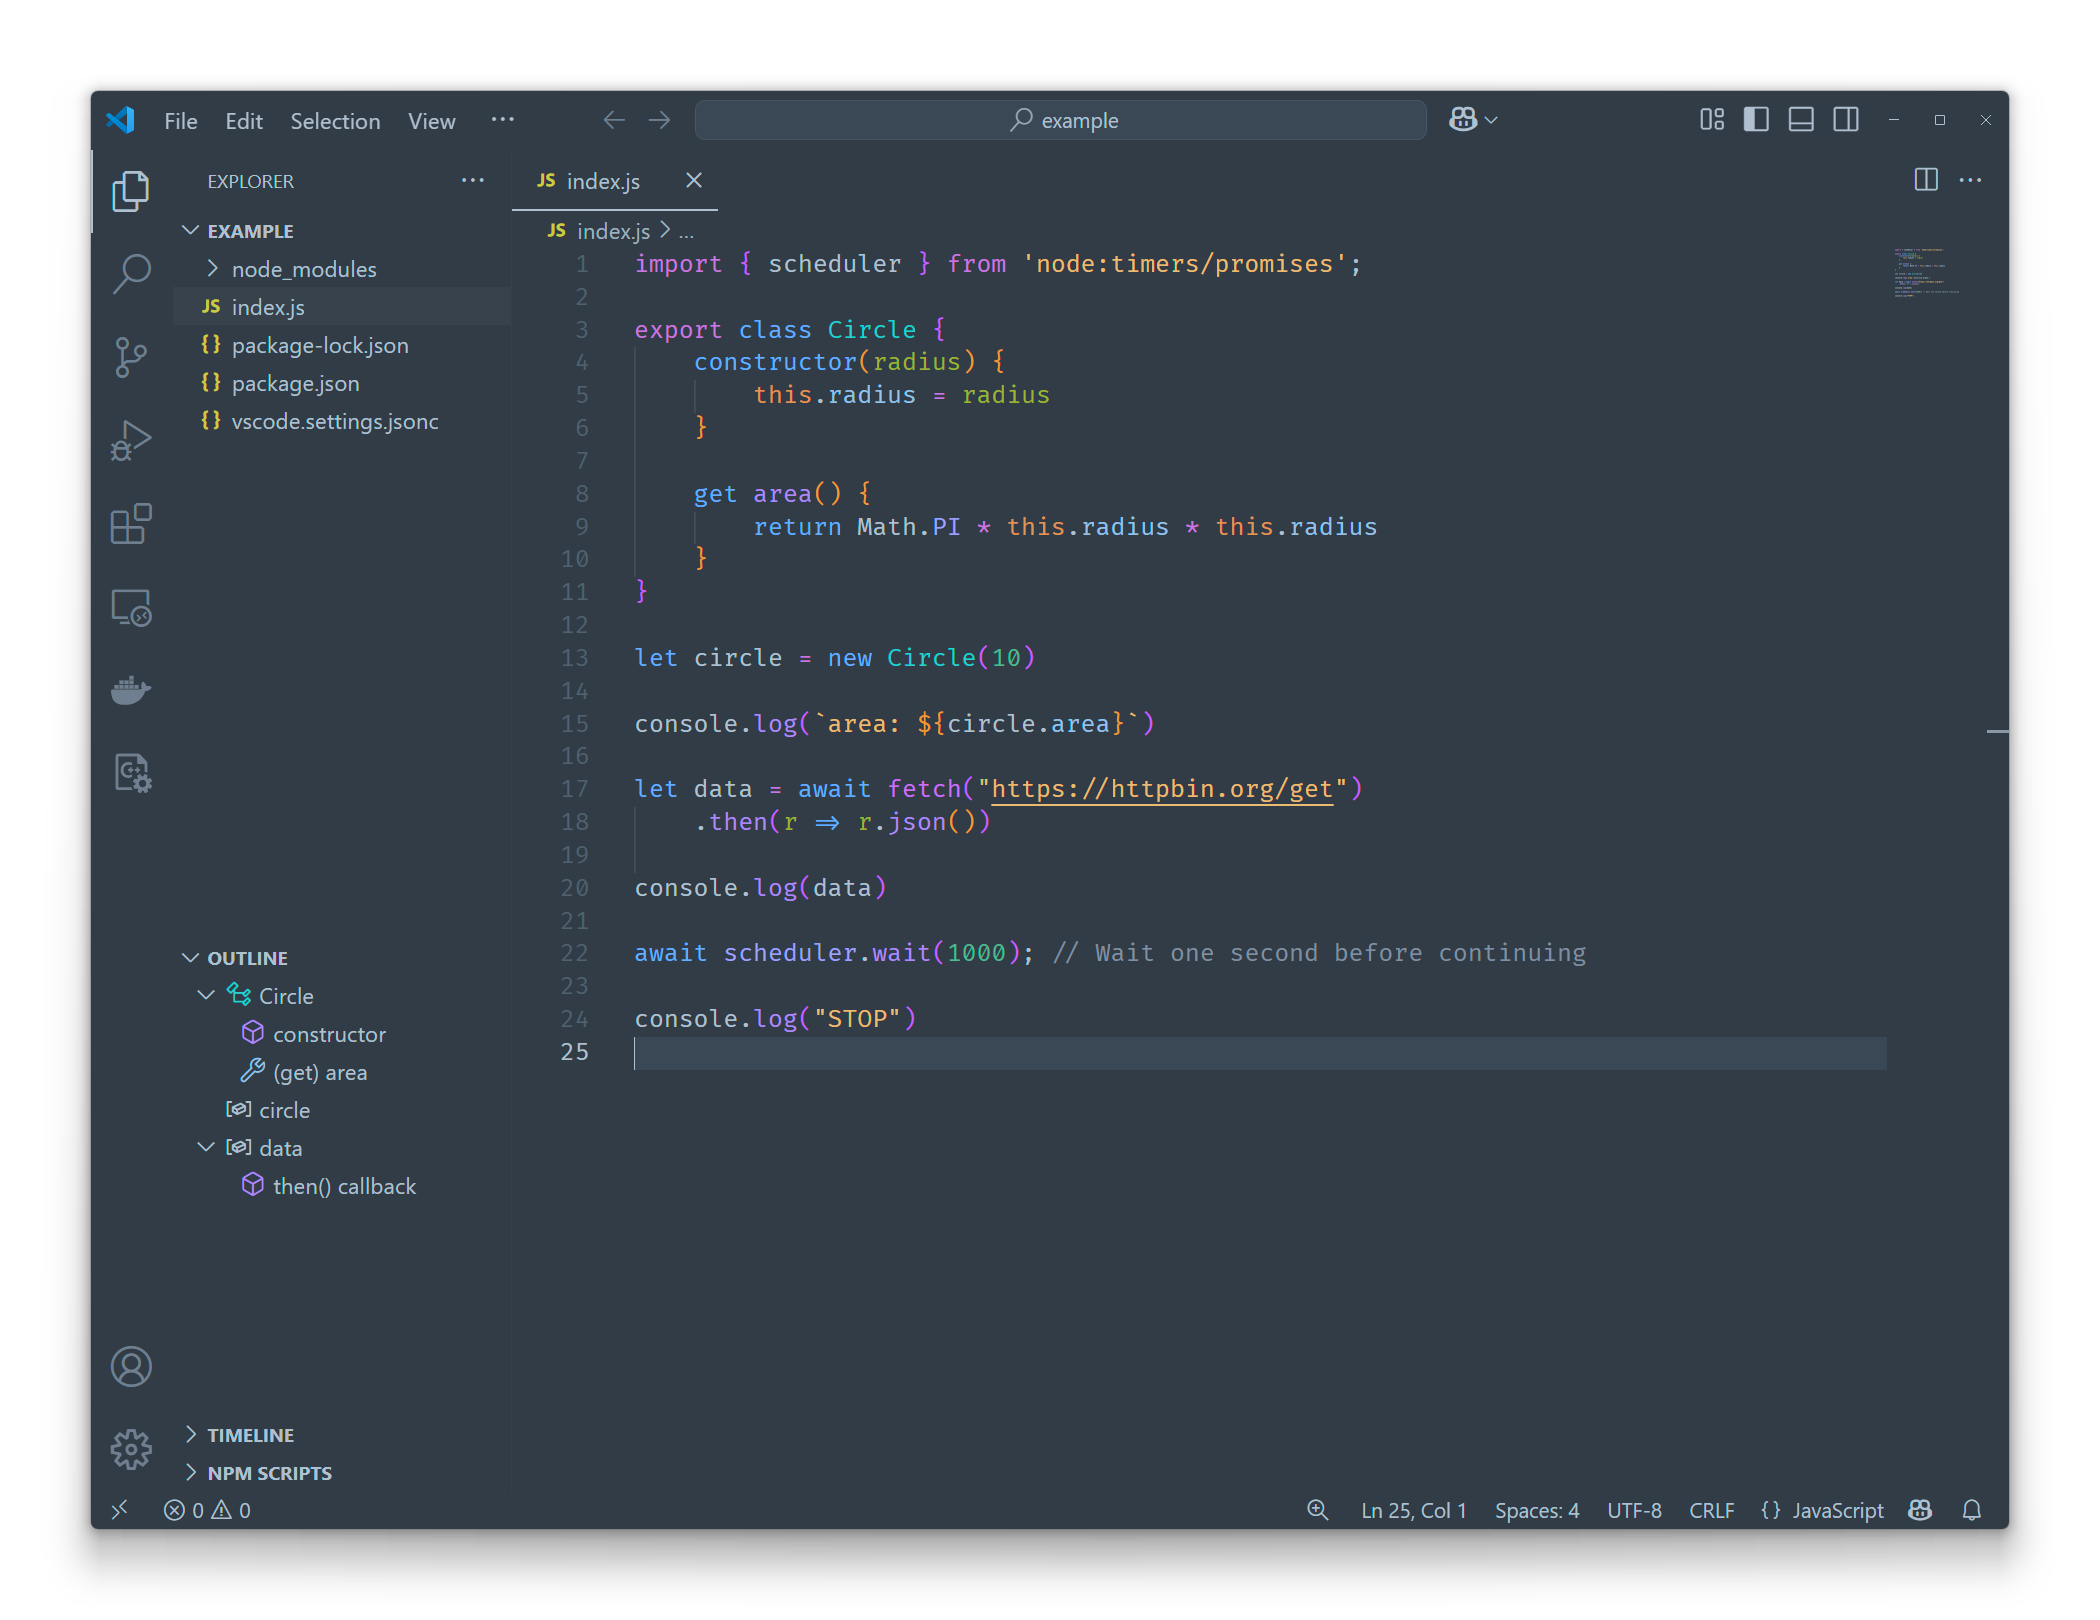 File Edit Selection View ··· example
EXPLORER ···
EXAMPLE
node_modules
JS index.js
{} package-lock.json
{} package.json
{} vscode.settings.jsonc
OUTLINE
Circle
constructor
(get) area
circle
data
then() callback
TIMELINE
NPM SCRIPTS
JS index.js
JS index.js > ...
1 import { scheduler } from 'node:timers/promises';
2
3 export class Circle {
4     constructor(radius) {
5         this.radius = radius
6     }
7
8     get area() {
9         return Math.PI * this.radius * this.radius
10     }
11 }
12
13 let circle = new Circle(10)
14
15 console.log(`area: ${circle.area}`)
16
17 let data = await fetch("https://httpbin.org/get")
18     .then(r => r.json())
19
20 console.log(data)
21
22 await scheduler.wait(1000); // Wait one second before continuing
23
24 console.log("STOP")
25
0 0 Ln 25, Col 1 Spaces: 4 UTF-8 CRLF {} JavaScript